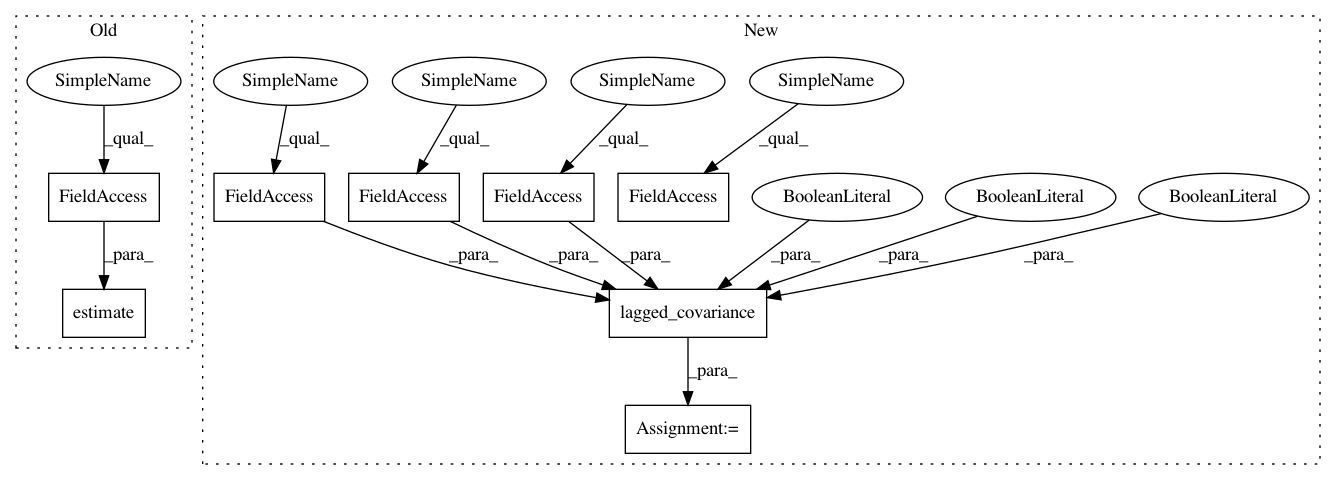 Old
New
SimpleName
SimpleName
SimpleName
SimpleName
SimpleName
_qual_
_qual_
_qual_
_qual_
_qual_
FieldAccess
FieldAccess
FieldAccess
FieldAccess
FieldAccess
BooleanLiteral
BooleanLiteral
BooleanLiteral
_para_
_para_
_para_
_para_
_para_
_para_
_para_
estimate
lagged_covariance
_para_
Assignment:=